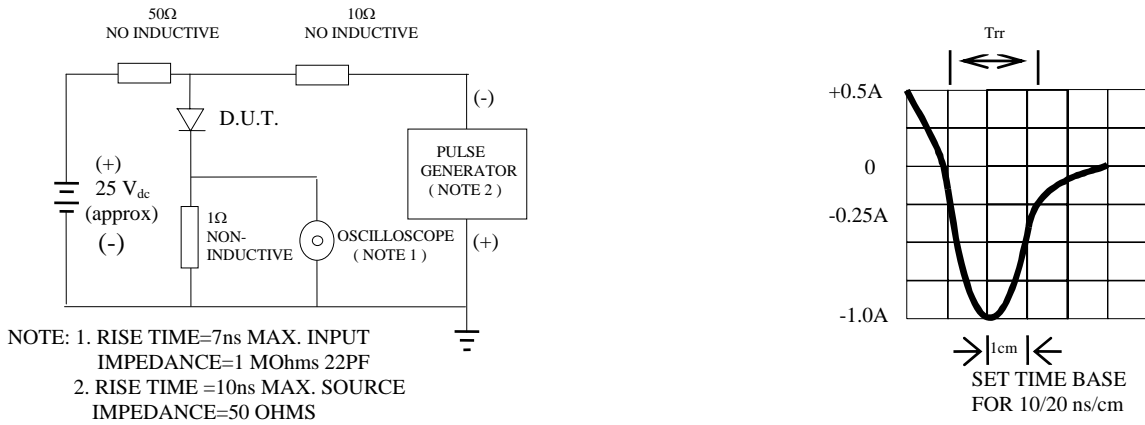 50Ω
NO INDUCTIVE
10Ω
NO INDUCTIVE
D.U.T.
(+)
25 Vdc
(approx)
(-)
1Ω
NON-
INDUCTIVE
OSCILLOSCOPE
( NOTE 1 )
(-)
PULSE
GENERATOR
( NOTE 2 )
(+)
NOTE: 1. RISE TIME=7ns MAX. INPUT
IMPEDANCE=1 MOhms 22PF
2. RISE TIME =10ns MAX. SOURCE
IMPEDANCE=50 OHMS
Trr
+0.5A
0
-0.25A
-1.0A
1cm
SET TIME BASE
FOR 10/20 ns/cm